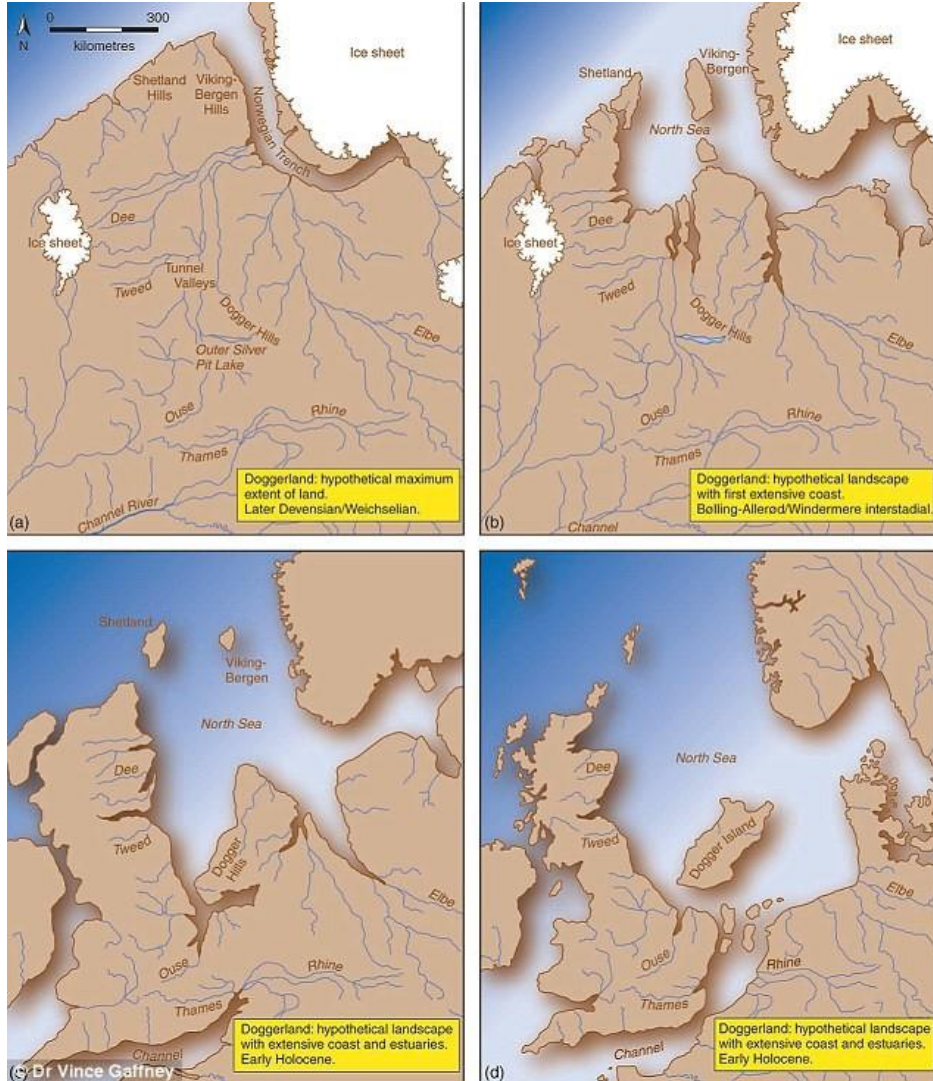 0 300
kilometres
N
Ice sheet
Shetland
Hills
Viking-
Bergen
Hills
Norwegian Trench
Dee
Ice sheet
Tweed
Tunnel
Valleys
Dogger Hills
Elbe
Outer Silver
Pit Lake
Ouse
Rhine
Thames
Channel River
Doggerland: hypothetical maximum
extent of land.
Later Devensian/Weichselian.
(a)
Ice sheet
Shetland
Viking-
Bergen
North Sea
Dee
Ice sheet
Tweed
Dogger Hills
Elbe
Ouse
Rhine
Thames
Channel
Doggerland: hypothetical landscape
with first extensive coast.
Bølling-Allerød/Windermere interstadial.
(b)
Shetland
Viking-
Bergen
North Sea
Dee
Tweed
Dogger
Hills
Elbe
Ouse
Rhine
Thames
Channel
Doggerland: hypothetical landscape
with extensive coast and estuaries.
Early Holocene.
(c)
© Dr Vince Gaffney
North Sea
Dee
Tweed
Dogger Island
Elbe
Ouse
Rhine
Thames
Channel
Doggerland: hypothetical landscape
with extensive coast and estuaries.
Early Holocene.
(d)